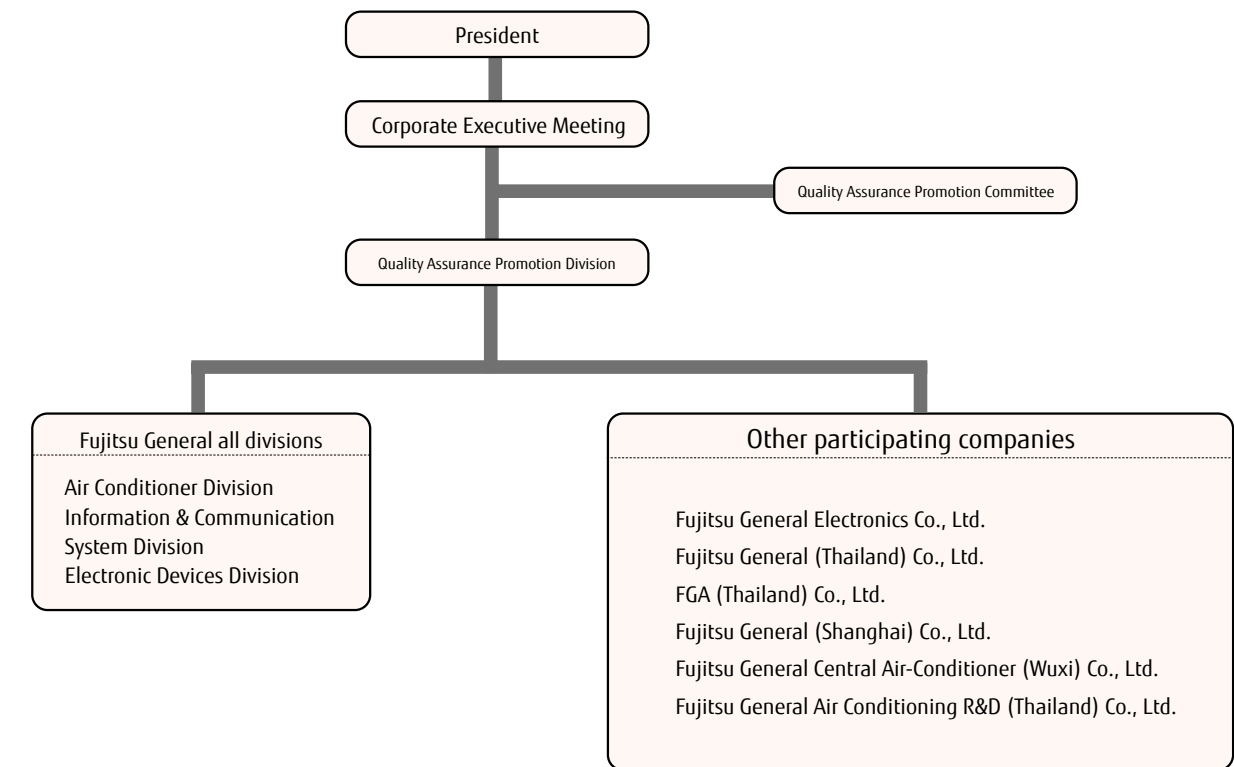 President
Corporate Executive Meeting
Quality Assurance Promotion Committee
Quality Assurance Promotion Division
Fujitsu General all divisions
Air Conditioner Division
Information & Communication
System Division
Electronic Devices Division
Other participating companies
Fujitsu General Electronics Co., Ltd.
Fujitsu General (Thailand) Co., Ltd.
FGA (Thailand) Co., Ltd.
Fujitsu General (Shanghai) Co., Ltd.
Fujitsu General Central Air-Conditioner (Wuxi) Co., Ltd.
Fujitsu General Air Conditioning R&D (Thailand) Co., Ltd.